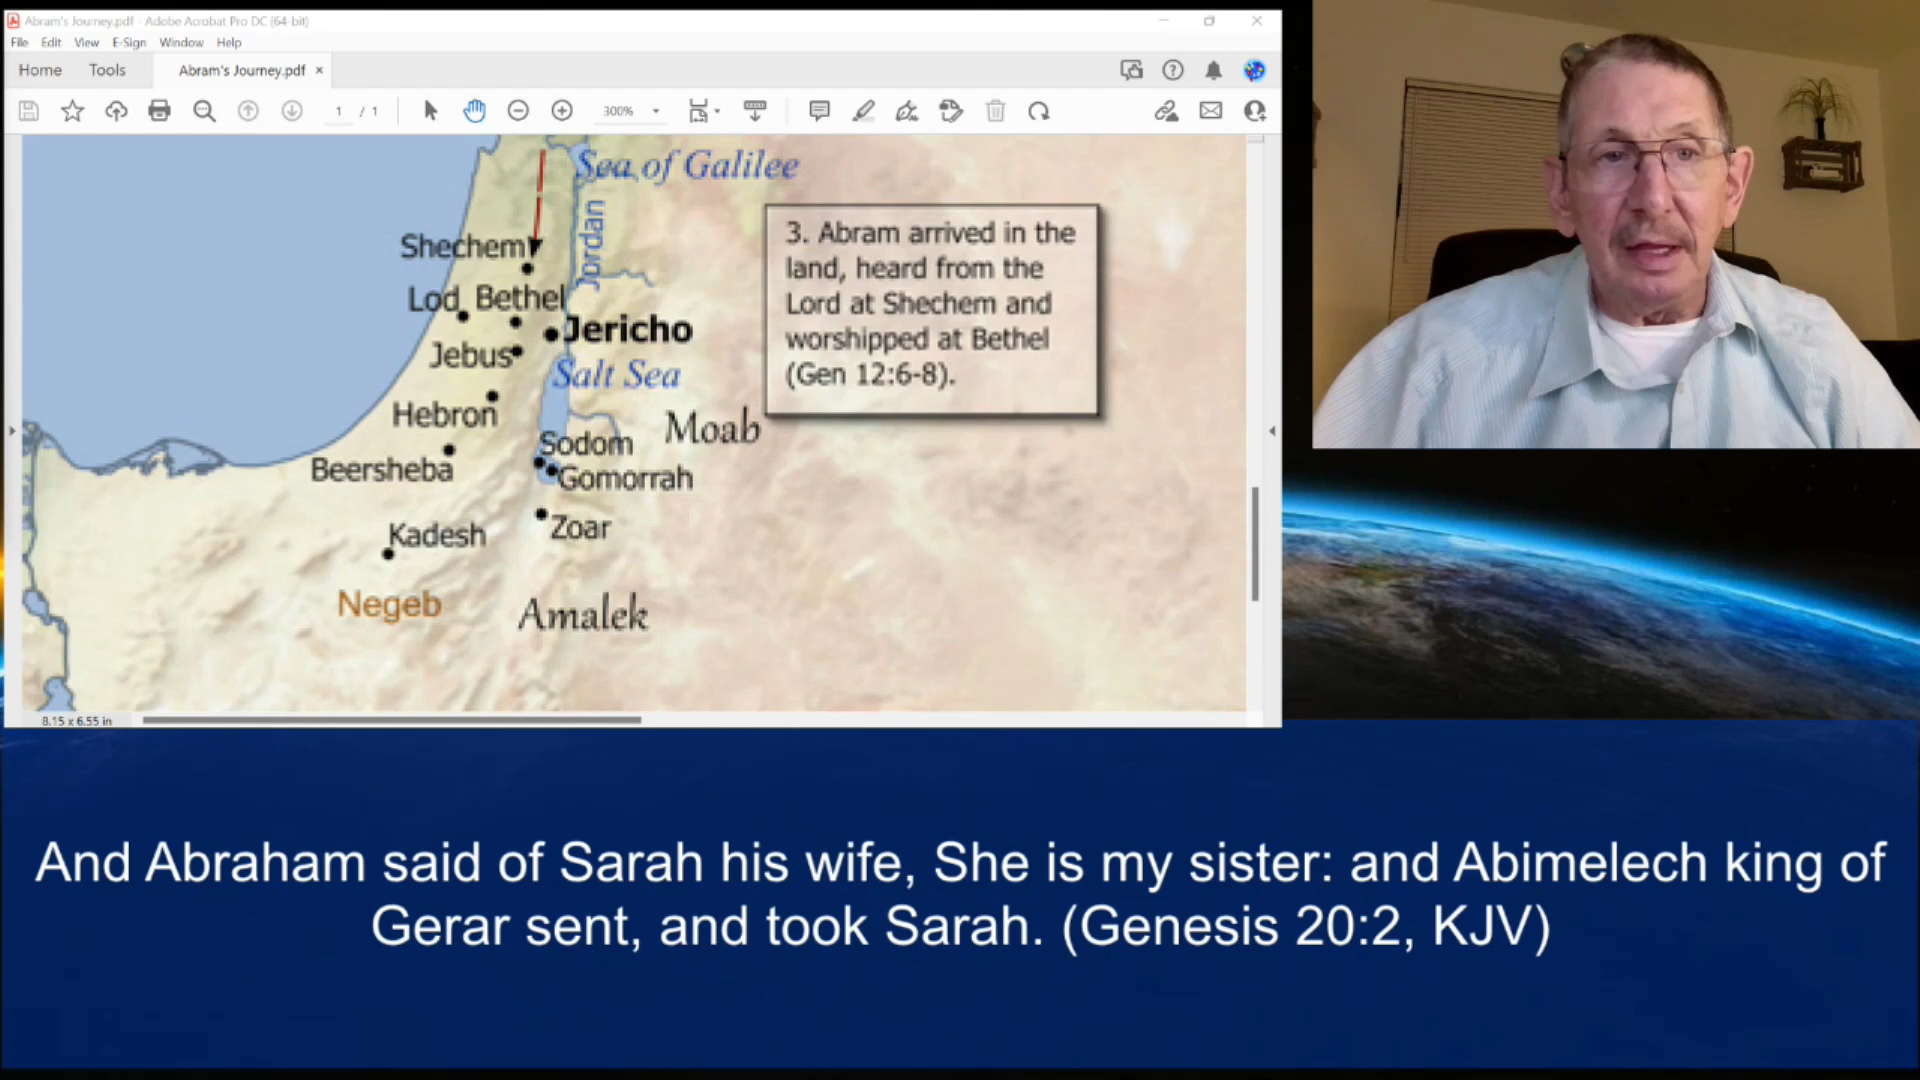 Abram's Journey.pdf - Adobe Acrobat Pro DC (64-bit)
File Edit View E-Sign Window Help
Home Tools Abram's Journey.pdf ×
1 / 1 300%
Sea of Galilee
Jordan
Shechem
Lod Bethel
Jericho
Jebus
Salt Sea
Hebron
Moab
Sodom
Beersheba
Gomorrah
Kadesh
Zoar
Negeb
Amalek
3. Abram arrived in the
land, heard from the
Lord at Shechem and
worshipped at Bethel
(Gen 12:6-8).
8.15 x 6.55 in
And Abraham said of Sarah his wife, She is my sister: and Abimelech king of
Gerar sent, and took Sarah. (Genesis 20:2, KJV)